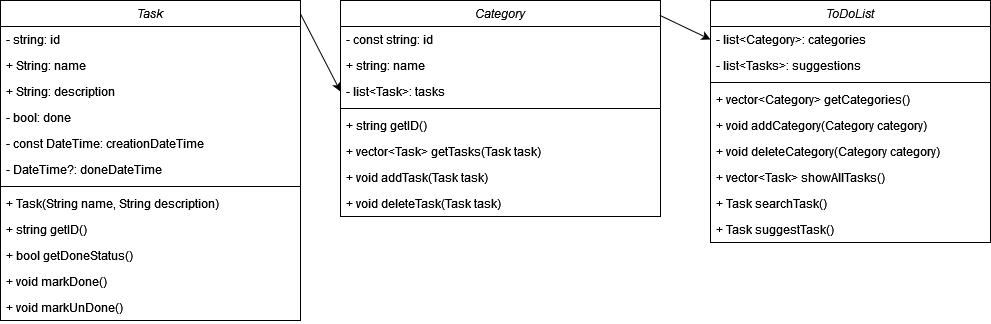 Task
- string: id
+ String: name
+ String: description
- bool: done
- const DateTime: creationDateTime
- DateTime?: doneDateTime
+ Task(String name, String description)
+ string getID()
+ bool getDoneStatus()
+ void markDone()
+ void markUnDone()
Category
- const string: id
+ string: name
- list<Task>: tasks
+ string getID()
+ vector<Task> getTasks(Task task)
+ void addTask(Task task)
+ void deleteTask(Task task)
ToDoList
- list<Category>: categories
- list<Tasks>: suggestions
+ vector<Category> getCategories()
+ void addCategory(Category category)
+ void deleteCategory(Category category)
+ vector<Task> showAllTasks()
+ Task searchTask()
+ Task suggestTask()